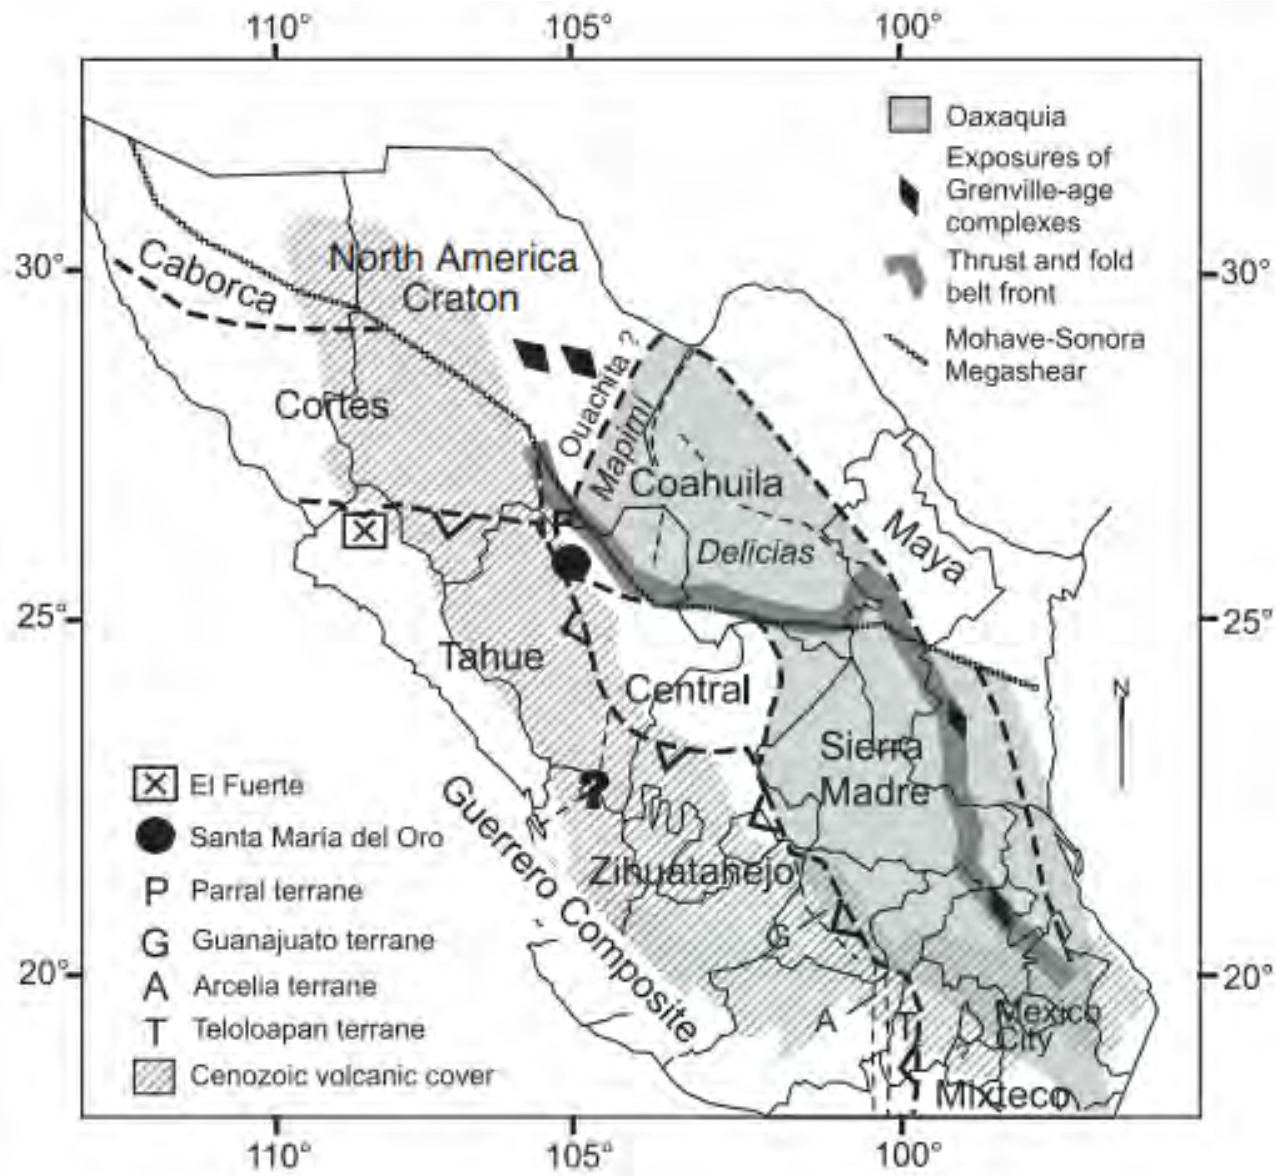 110°
105°
100°
Oaxaquia
Exposures of
Grenville-age
complexes
Thrust and fold
belt front
Mohave-Sonora
Megashear
30°
30°
Caborca
North America
Craton
Ouachita ?
Cortes
Mapimí
Coahuila
Maya
P
Delicias
25°
25°
Tahue
Central
N
Sierra
Madre
?
Guerrero Composite
Zihuatahejo
G
El Fuerte
Santa María del Oro
P Parral terrane
G Guanajuato terrane
A Arcelia terrane
T Teloloapan terrane
Cenozoic volcanic cover
20°
20°
A
T
Mexico
City
Mixteco
110°
105°
100°